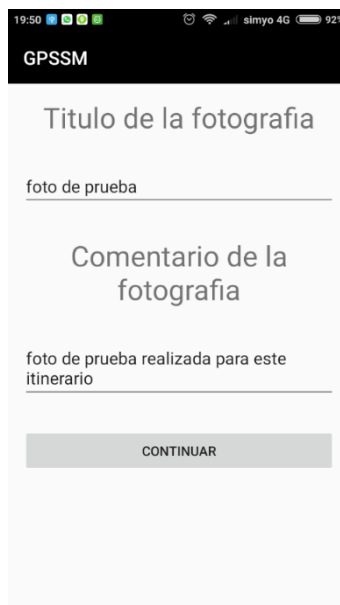 19:50 simyo 4G 92%
GPSSM
Titulo de la fotografia
foto de prueba
Comentario de la
fotografia
foto de prueba realizada para este
itinerario
CONTINUAR